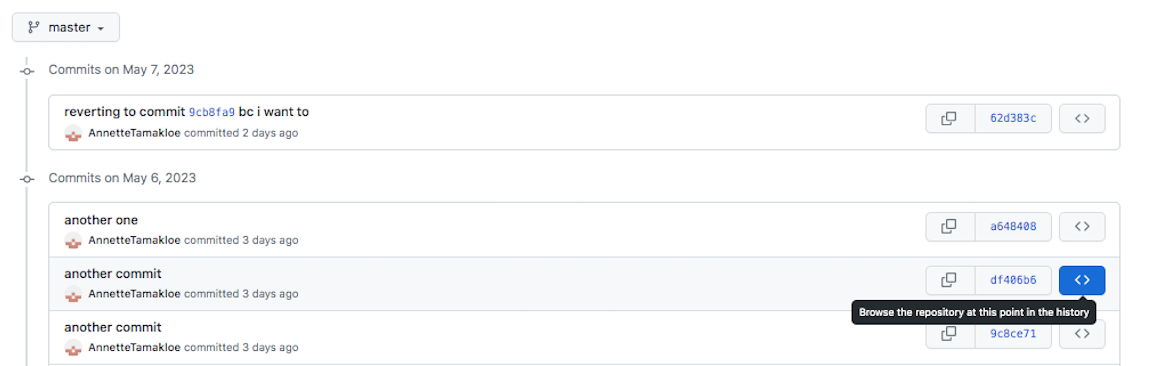 master
Commits on May 7, 2023
reverting to commit 9cb8fa9 bc i want to
62d383c
AnnetteTamakloe committed 2 days ago
Commits on May 6, 2023
another one
a648408
AnnetteTamakloe committed 3 days ago
another commit
df406b6
AnnetteTamakloe committed 3 days ago
Browse the repository at this point in the history
another commit
9c8ce71
AnnetteTamakloe committed 3 days ago